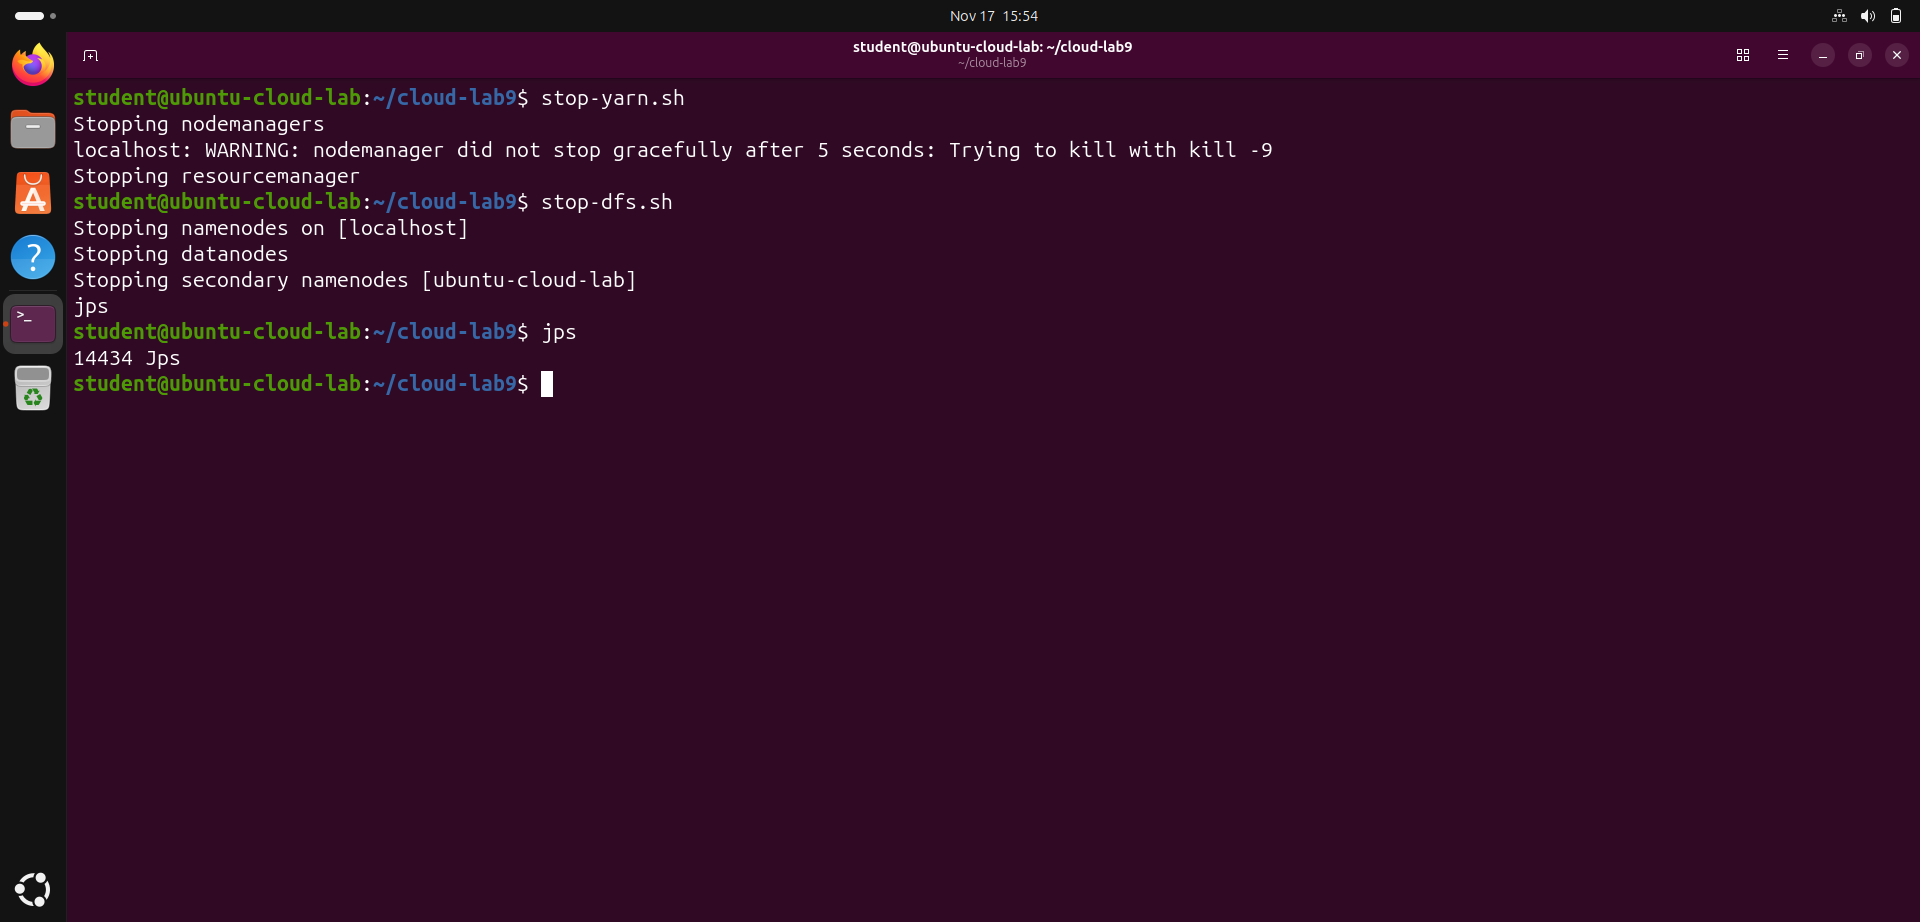 Nov 17 15:54
student@ubuntu-cloud-lab: ~/cloud-lab9
~/cloud-lab9
student@ubuntu-cloud-lab:~/cloud-lab9$ stop-yarn.sh
Stopping nodemanagers
localhost: WARNING: nodemanager did not stop gracefully after 5 seconds: Trying to kill with kill -9
Stopping resourcemanager
student@ubuntu-cloud-lab:~/cloud-lab9$ stop-dfs.sh
Stopping namenodes on [localhost]
Stopping datanodes
Stopping secondary namenodes [ubuntu-cloud-lab]
jps
student@ubuntu-cloud-lab:~/cloud-lab9$ jps
14434 Jps
student@ubuntu-cloud-lab:~/cloud-lab9$